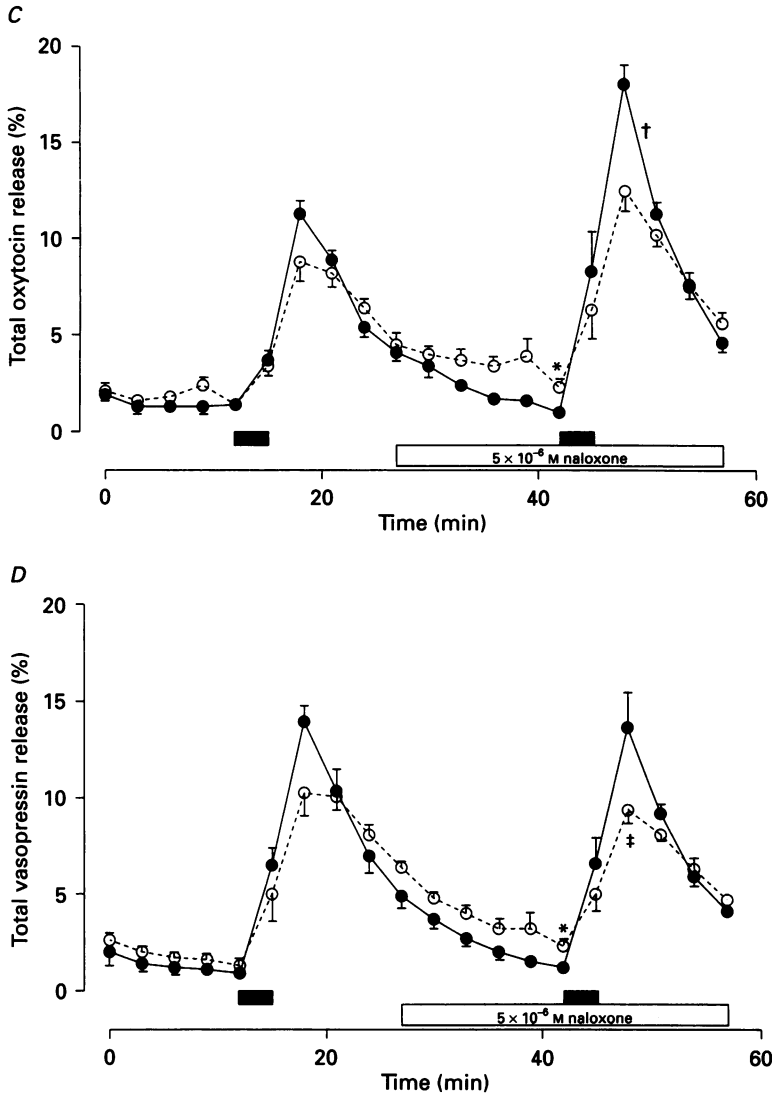 C
20
15
10
5
0
Total oxytocin release (%)
†
*
5 × 10⁻⁶ M naloxone
0 20 40 60
Time (min)
D
20
15
10
5
0
Total vasopressin release (%)
‡
*
5 × 10⁻⁶ M naloxone
0 20 40 60
Time (min)